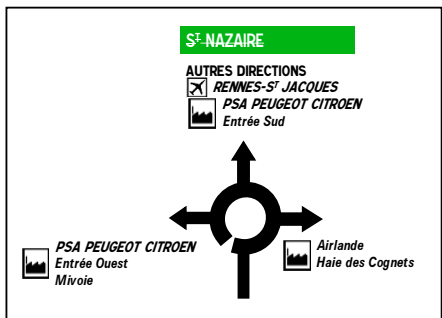 ST NAZAIRE
AUTRES DIRECTIONS
RENNES-ST JACQUES
PSA PEUGEOT CITROEN
Entrée Sud
PSA PEUGEOT CITROEN
Entrée Ouest
Mivoie
Airlande
Haie des Cognets